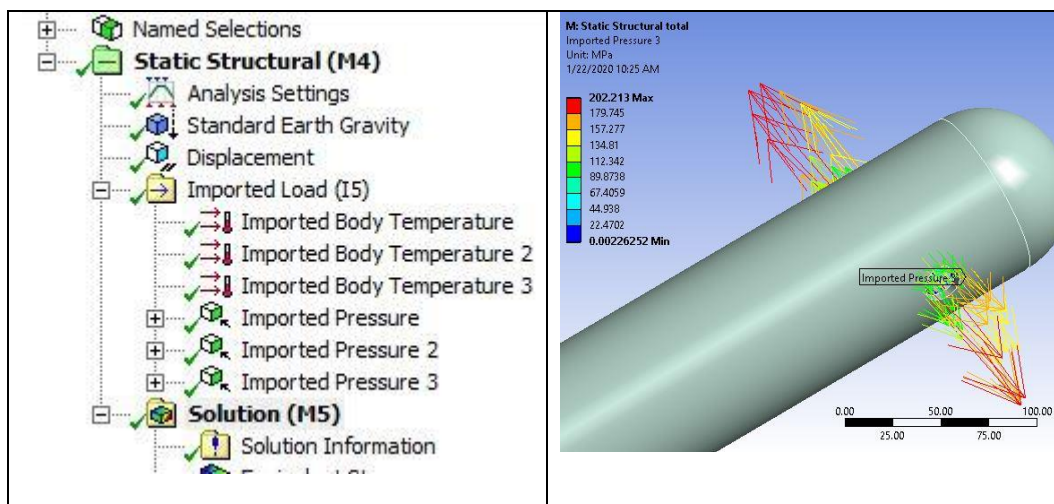 Named Selections
Static Structural (M4)
Analysis Settings
Standard Earth Gravity
Displacement
Imported Load (I5)
Imported Body Temperature
Imported Body Temperature 2
Imported Body Temperature 3
Imported Pressure
Imported Pressure 2
Imported Pressure 3
Solution (M5)
Solution Information
M: Static Structural total
Imported Pressure 3
Unit: MPa
1/22/2020 10:25 AM
202.213 Max
179.745
157.277
134.81
112.342
89.8738
67.4059
44.938
22.4702
0.00226252 Min
Imported Pressure
0.00 50.00 100.00
25.00 75.00